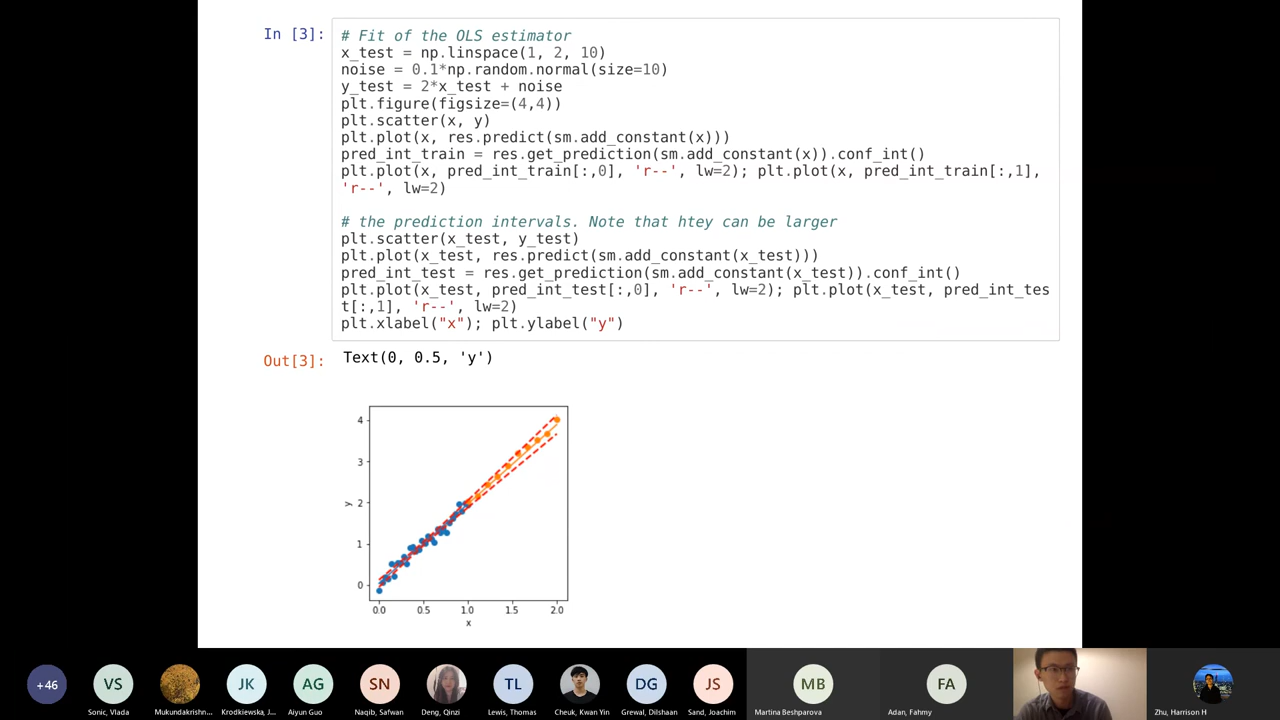 In [3]:
# Fit of the OLS estimator
x_test = np.linspace(1, 2, 10)
noise = 0.1*np.random.normal(size=10)
y_test = 2*x_test + noise
plt.figure(figsize=(4,4))
plt.scatter(x, y)
plt.plot(x, res.predict(sm.add_constant(x)))
pred_int_train = res.get_prediction(sm.add_constant(x)).conf_int()
plt.plot(x, pred_int_train[:,0], 'r--', lw=2); plt.plot(x, pred_int_train[:,1],
'r--', lw=2)
# the prediction intervals. Note that htey can be larger
plt.scatter(x_test, y_test)
plt.plot(x_test, res.predict(sm.add_constant(x_test)))
pred_int_test = res.get_prediction(sm.add_constant(x_test)).conf_int()
plt.plot(x_test, pred_int_test[:,0], 'r--', lw=2); plt.plot(x_test, pred_int_tes
t[:,1], 'r--', lw=2)
plt.xlabel("x"); plt.ylabel("y")
Out[3]:
Text(0, 0.5, 'y')
4
3
2
1
0
y
0.0 0.5 1.0 1.5 2.0
x
+46 VS JK AG SN TL DG JS MB FA
Sonic, Vlada Mukundakrishn... Krodkiewska, J... Aiyun Guo Naqib, Safwan Deng, Qinzi Lewis, Thomas Cheuk, Kwan Yin Grewal, Dilshaan Sand, Joachim Martina Beshparova Adan, Fahmy Zhu, Harrison H